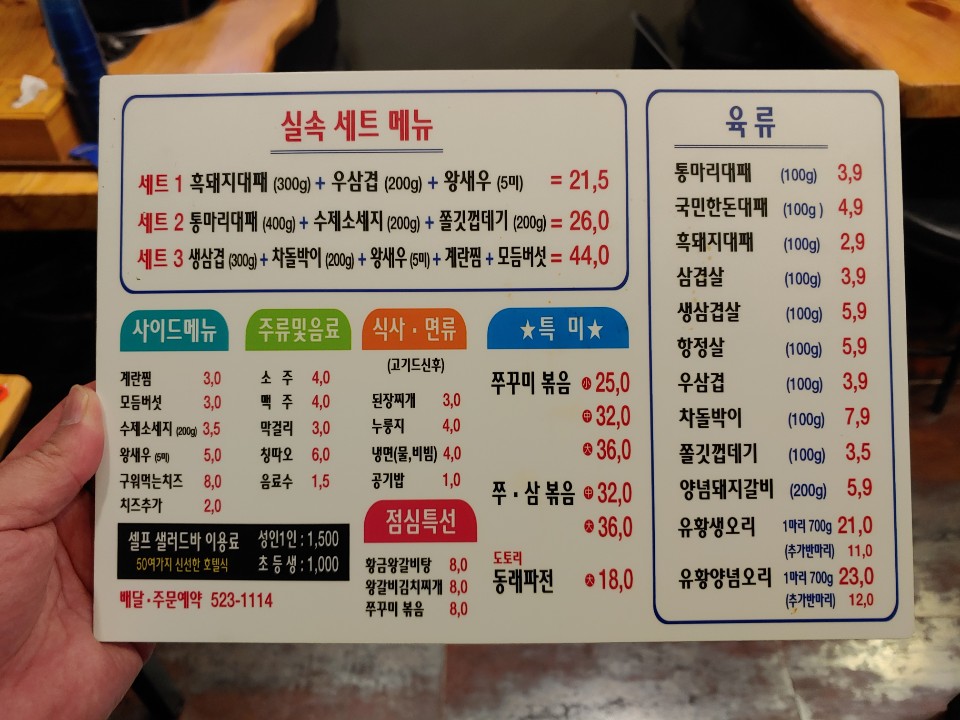 실속 세트 메뉴
세트 1 흑돼지대패 (300g) + 우삼겹 (200g) + 왕새우 (5미) = 21,5
세트 2 통마리대패 (400g) + 수제소세지 (200g) + 쫄깃껍데기 (200g) = 26,0
세트 3 생삼겹 (300g) + 차돌박이 (200g) + 왕새우 (5미) + 계란찜 + 모듬버섯 = 44,0
사이드메뉴
계란찜 3,0
모듬버섯 3,0
수제소세지 (200g) 3,5
왕새우 (5미) 5,0
구워먹는치즈 8,0
치즈추가 2,0
주류및음료
소 주 4,0
맥 주 4,0
막걸리 3,0
칭따오 6,0
음료수 1,5
식사 · 면류
(고기드신후)
된장찌개 3,0
누룽지 4,0
냉면(물,비빔) 4,0
공기밥 1,0
점심특선
황금왕갈비탕 8,0
왕갈비김치찌개 8,0
쭈꾸미 볶음 8,0
★특 미★
쭈꾸미 볶음 小 25,0
中 32,0
大 36,0
쭈 · 삼 볶음 中 32,0
大 36,0
도토리
동래파전 大 18,0
셀프 샐러드바 이용료 성인1인 : 1,500
50여가지 신선한 호텔식 초 등 생 : 1,000
배달 · 주문예약 523-1114
육 류
통마리대패 (100g) 3,9
국민한돈대패 (100g ) 4,9
흑돼지대패 (100g) 2,9
삼겹살 (100g) 3,9
생삼겹살 (100g) 5,9
항정살 (100g) 5,9
우삼겹 (100g) 3,9
차돌박이 (100g) 7,9
쫄깃껍데기 (100g) 3,5
양념돼지갈비 (200g) 5,9
유황생오리 1마리 700g 21,0
(추가반마리) 11,0
유황양념오리 1마리 700g 23,0
(추가반마리) 12,0